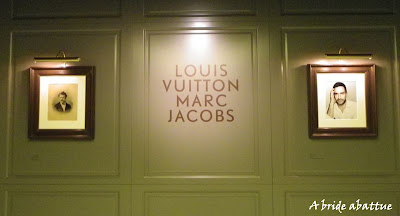 LOUIS
VUITTON
MARC
JACOBS
A bride abattue